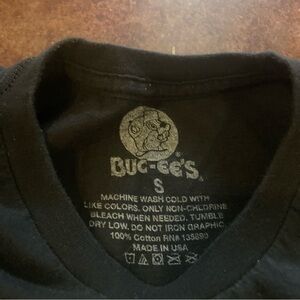 BUC-EE'S
S
MACHINE WASH COLD WITH
LIKE COLORS. ONLY NON-CHLORINE
BLEACH WHEN NEEDED. TUMBLE
DRY LOW. DO NOT IRON GRAPHIC
100% Cotton RN# 135890
MADE IN USA